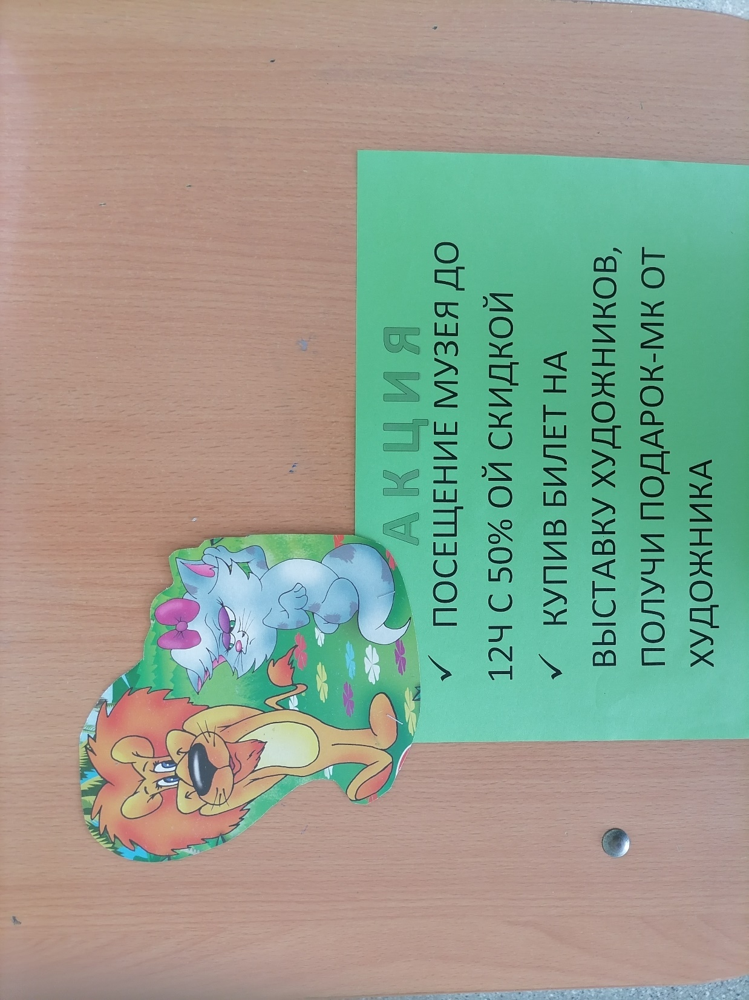 АКЦИЯ
✓ ПОСЕЩЕНИЕ МУЗЕЯ ДО
12Ч С 50% ОЙ СКИДКОЙ
✓ КУПИВ БИЛЕТ НА
ВЫСТАВКУ ХУДОЖНИКОВ,
ПОЛУЧИ ПОДАРОК-МК ОТ
ХУДОЖНИКА